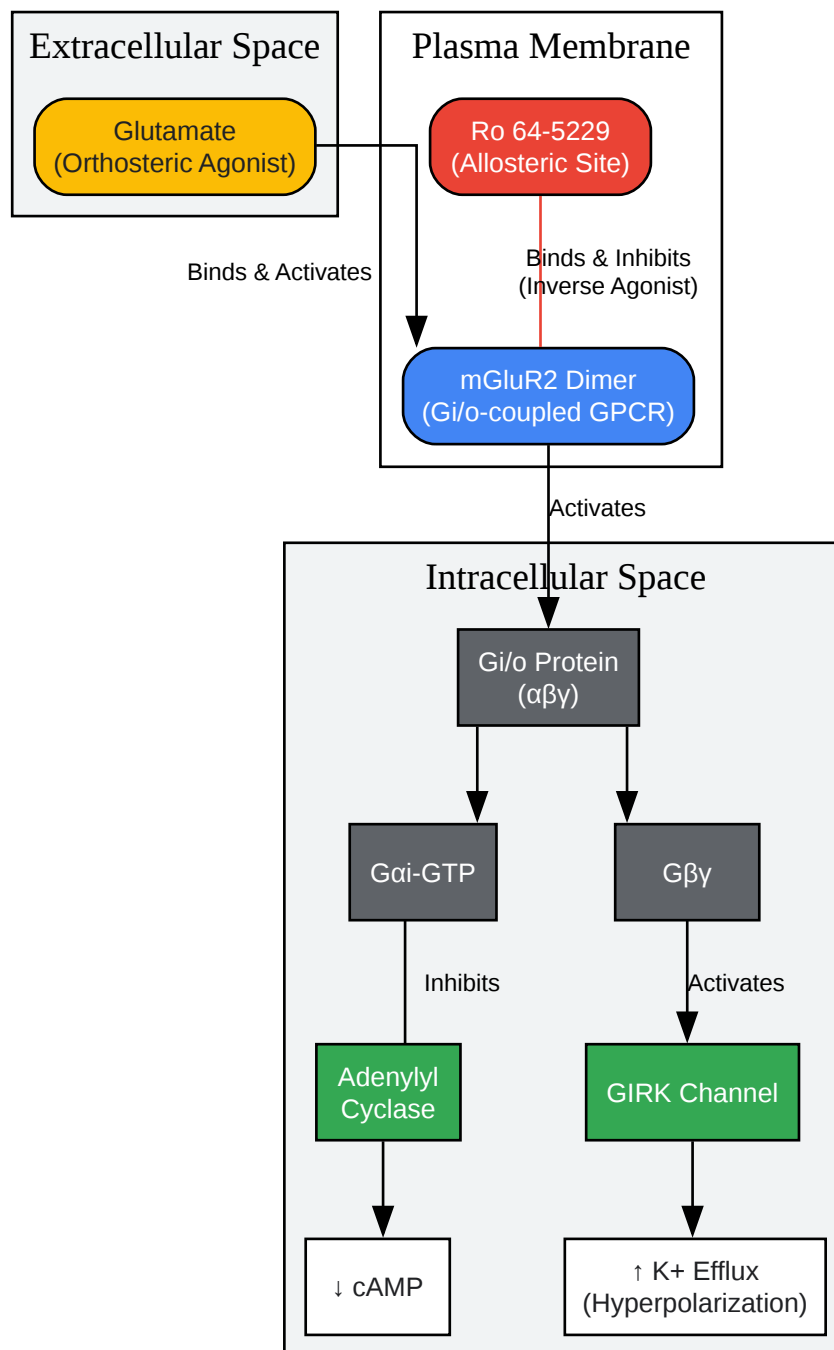 Extracellular Space
Plasma Membrane
Glutamate
(Orthosteric Agonist)
Ro 64-5229
(Allosteric Site)
Binds & Activates
Binds & Inhibits
(Inverse Agonist)
mGluR2 Dimer
(Gi/o-coupled GPCR)
Activates
Intracellular Space
Gi/o Protein
(αβγ)
Gαi-GTP
Gβγ
Inhibits
Activates
Adenylyl
Cyclase
GIRK Channel
↓ cAMP
↑ K+ Efflux
(Hyperpolarization)